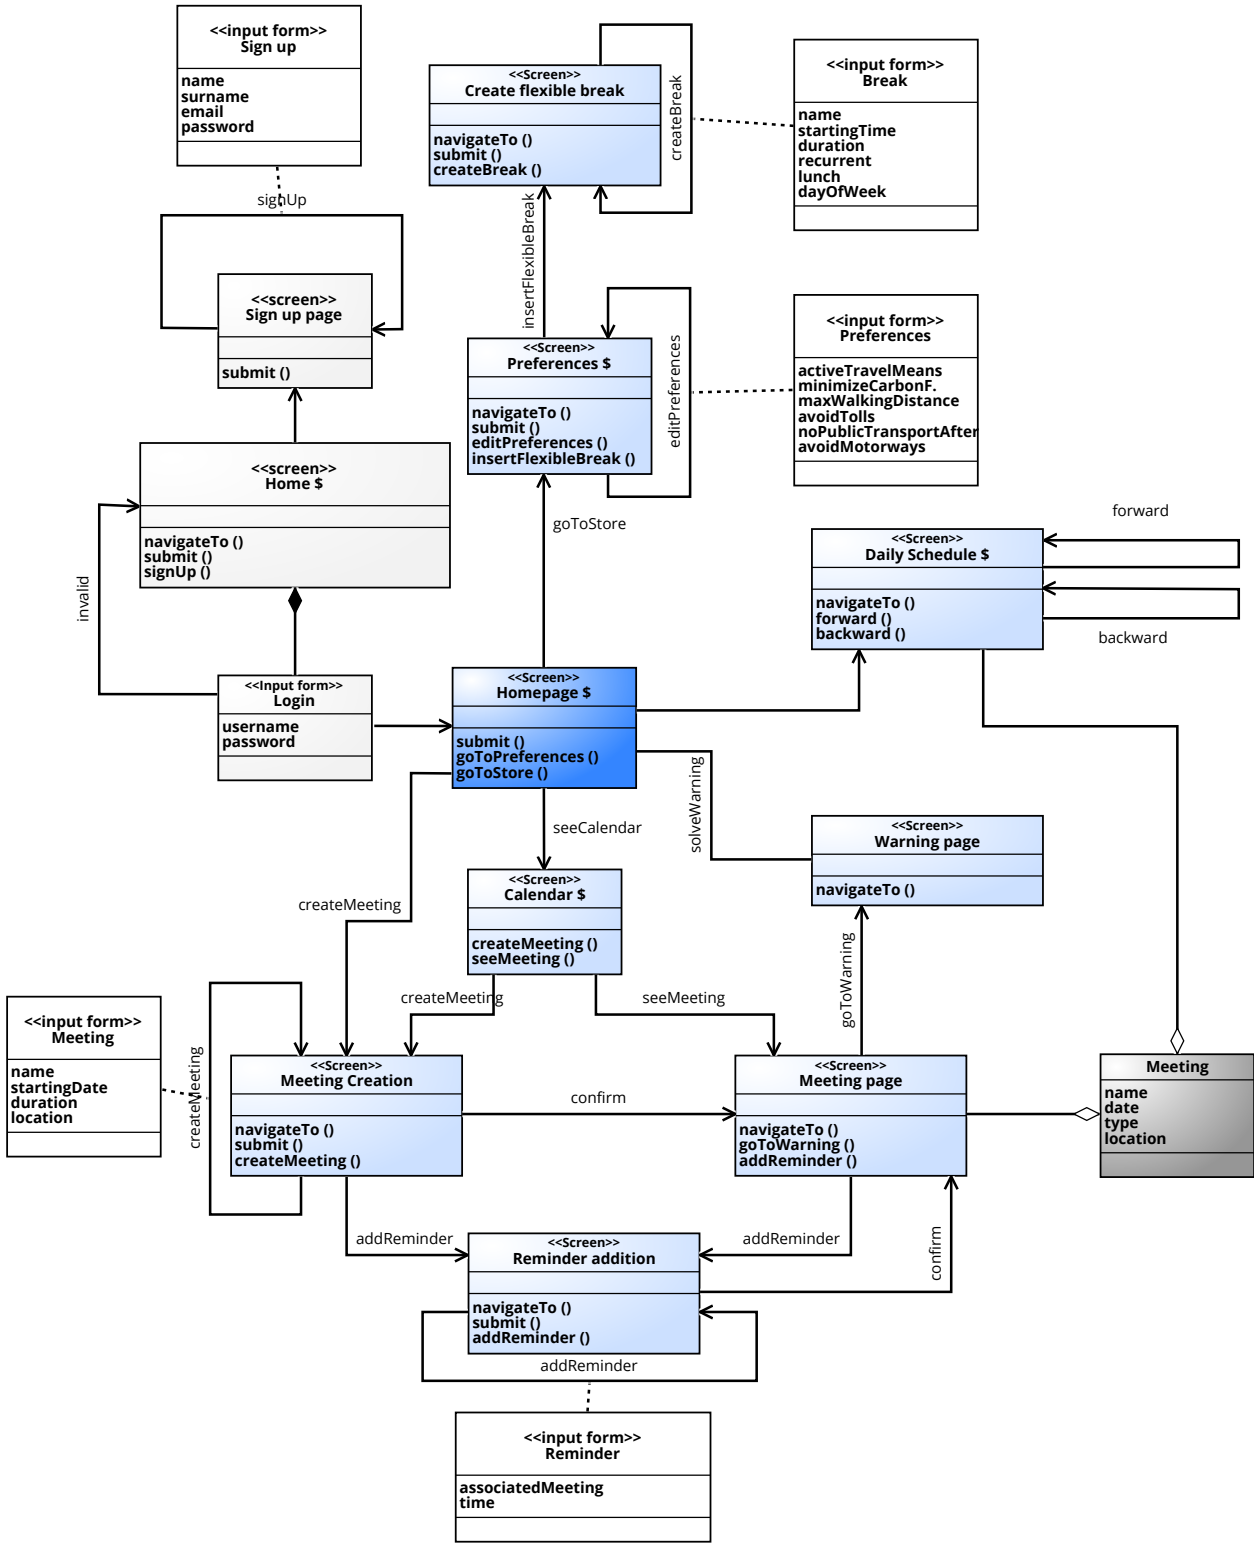 <<input form>>
Sign up
name
surname
email
password
signUp
<<screen>>
Sign up page
submit ()
<<screen>>
Home $
navigateTo ()
submit ()
signUp ()
invalid
<<Input form>>
Login
username
password
<<Screen>>
Create flexible break
navigateTo ()
submit ()
createBreak ()
createBreak
<<input form>>
Break
name
startingTime
duration
recurrent
lunch
dayOfWeek
insertFlexibleBreak
<<Screen>>
Preferences $
navigateTo ()
submit ()
editPreferences ()
insertFlexibleBreak ()
editPreferences
<<input form>>
Preferences
activeTravelMeans
minimizeCarbonF.
maxWalkingDistance
avoidTolls
noPublicTransportAfter
avoidMotorways
goToStore
forward
<<Screen>>
Daily Schedule $
navigateTo ()
forward ()
backward ()
backward
<<Screen>>
Homepage $
submit ()
goToPreferences ()
goToStore ()
solveWarning
seeCalendar
<<Screen>>
Warning page
navigateTo ()
createMeeting
<<Screen>>
Calendar $
createMeeting ()
seeMeeting ()
goToWarning
createMeeting
seeMeeting
<<input form>>
Meeting
name
startingDate
duration
location
createMeeting
<<Screen>>
Meeting Creation
navigateTo ()
submit ()
createMeeting ()
confirm
<<Screen>>
Meeting page
navigateTo ()
goToWarning ()
addReminder ()
Meeting
name
date
type
location
addReminder
addReminder
confirm
<<Screen>>
Reminder addition
navigateTo ()
submit ()
addReminder ()
addReminder
<<input form>>
Reminder
associatedMeeting
time